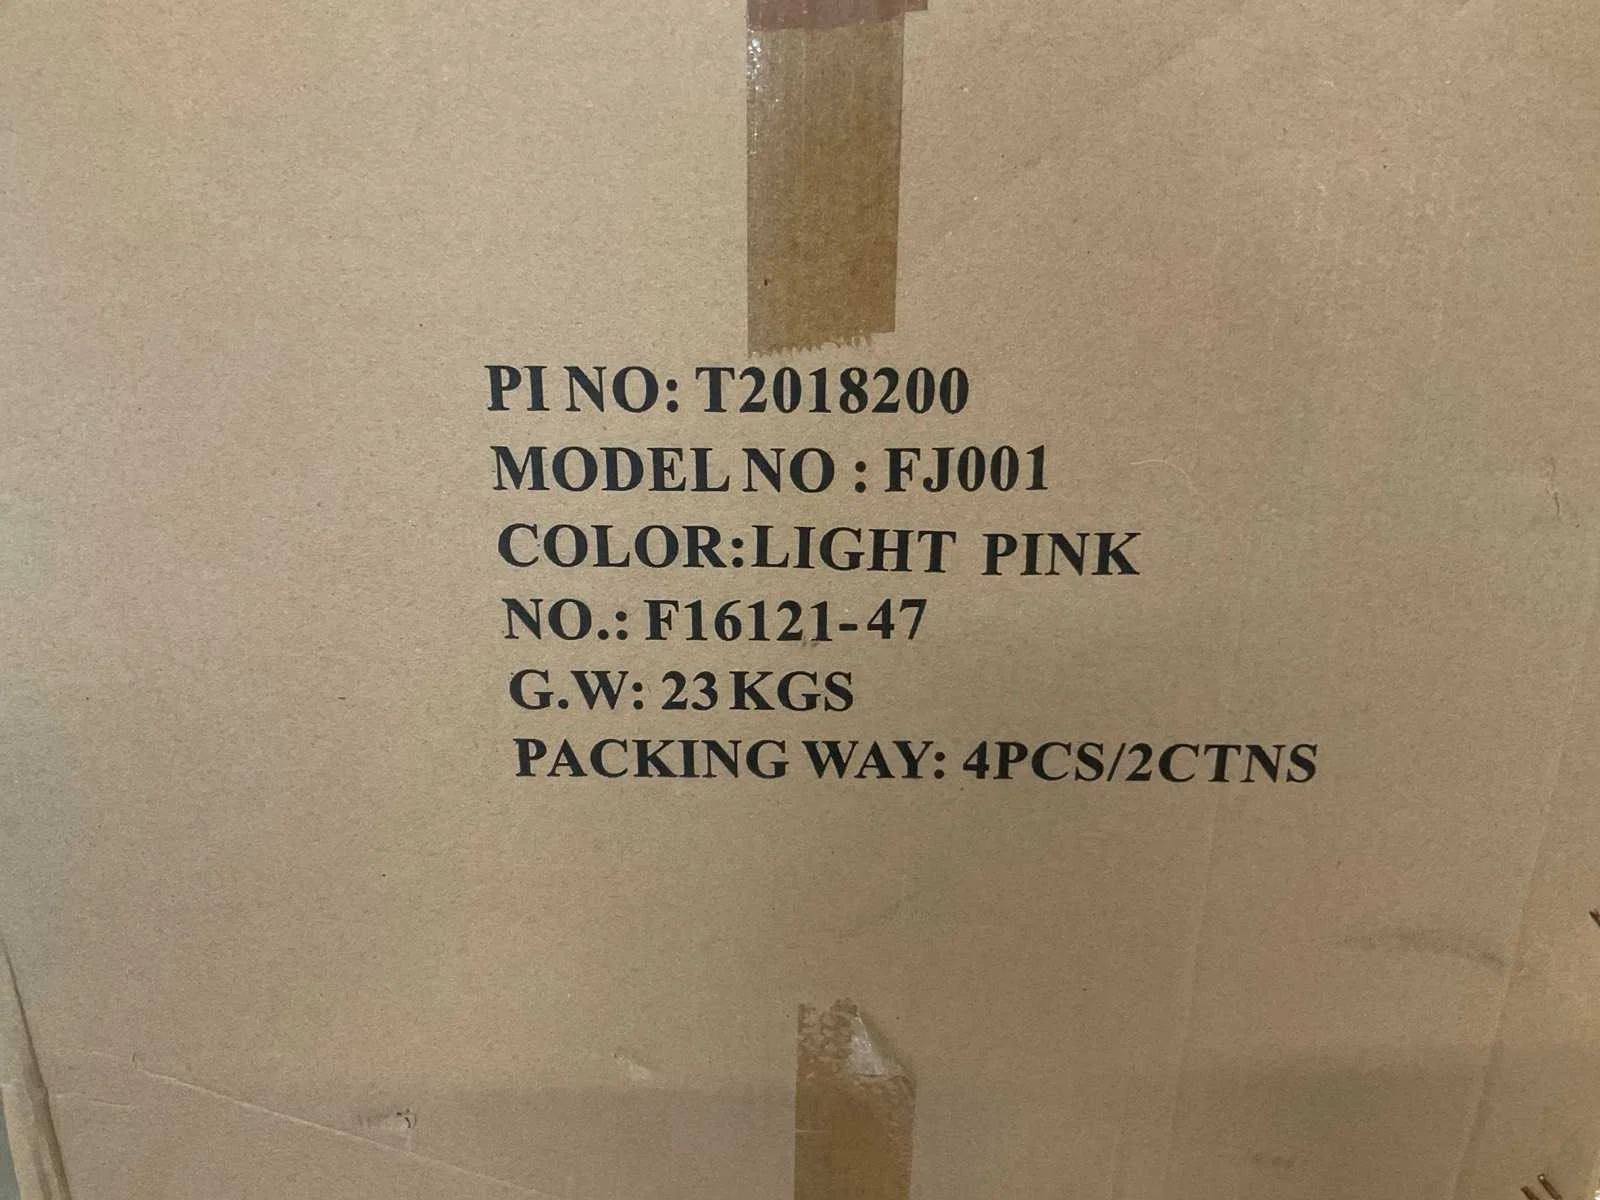 PI NO: T2018200
MODEL NO : FJ001
COLOR:LIGHT PINK
NO.: F16121-47
G.W: 23KGS
PACKING WAY: 4PCS/2CTNS